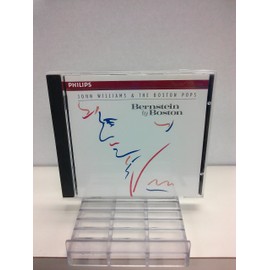 PHILIPS
JOHN WILLIAMS & THE BOSTON POPS
Bernstein
by Boston